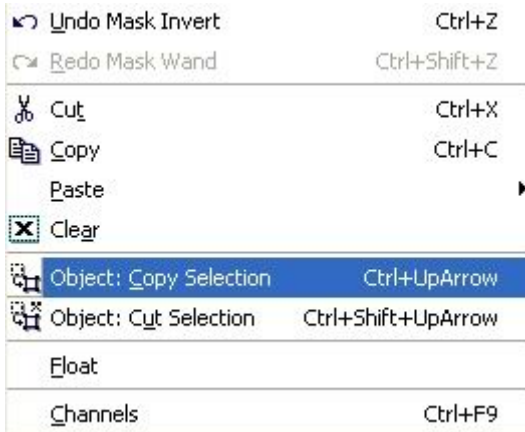 Undo Mask Invert Ctrl+Z
Redo Mask Wand Ctrl+Shift+Z
Cut Ctrl+X
Copy Ctrl+C
Paste
Clear
Object: Copy Selection Ctrl+UpArrow
Object: Cut Selection Ctrl+Shift+UpArrow
Float
Channels Ctrl+F9